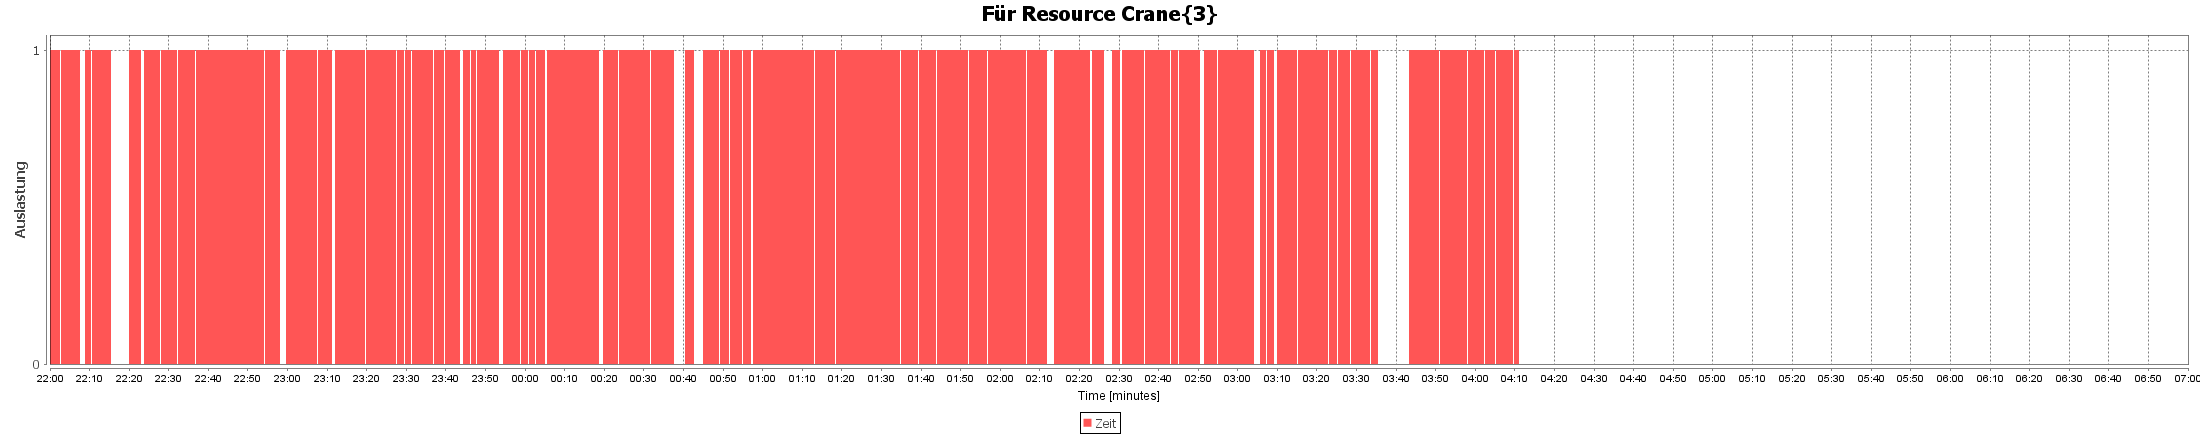 Für Resource Crane{3}
Auslastung
1
0
22:00 22:10 22:20 22:30 22:40 22:50 23:00 23:10 23:20 23:30 23:40 23:50 00:00 00:10 00:20 00:30 00:40 00:50 01:00 01:10 01:20 01:30 01:40 01:50 02:00 02:10 02:20 02:30 02:40 02:50 03:00 03:10 03:20 03:30 03:40 03:50 04:00 04:10 04:20 04:30 04:40 04:50 05:00 05:10 05:20 05:30 05:40 05:50 06:00 06:10 06:20 06:30 06:40 06:50 07:00
Time [minutes]
Zeit